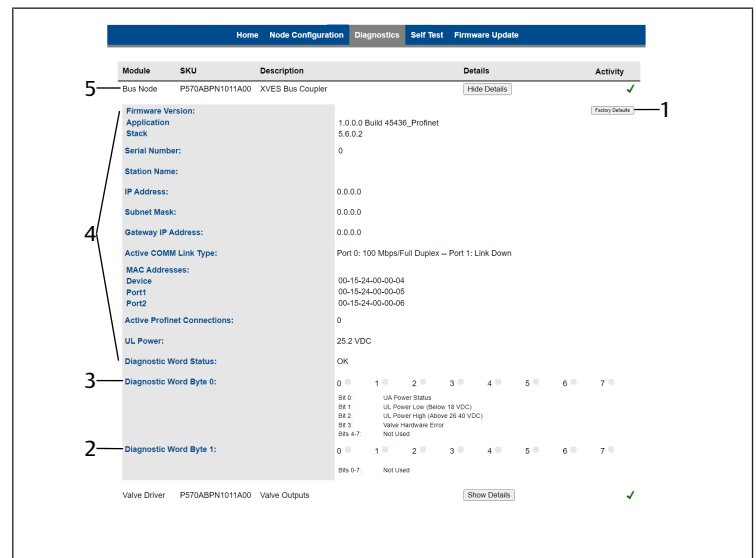 Home Node Configuration Diagnostics Self Test Firmware Update
Module SKU Description Details Activity
5 Bus Node P570ABPN1011A00 XVES Bus Coupler Hide Details
Firmware Version: Factory Defaults 1
Application 1.0.0.0 Build 45436_Profinet
Stack 5.6.0.2
Serial Number: 0
Station Name:
IP Address: 0.0.0.0
Subnet Mask: 0.0.0.0
4 Gateway IP Address: 0.0.0.0
Active COMM Link Type: Port 0: 100 Mbps/Full Duplex -- Port 1: Link Down
MAC Addresses:
Device 00-15-24-00-00-04
Port1 00-15-24-00-00-05
Port2 00-15-24-00-00-06
Active Profinet Connections: 0
UL Power: 25.2 VDC
Diagnostic Word Status: OK
3 Diagnostic Word Byte 0: 0 1 2 3 4 5 6 7
Bit 0: UA Power Status
Bit 1: UL Power Low (Below 18 VDC)
Bit 2: UL Power High (Above 26.40 VDC)
Bit 3 Valve Hardware Error
Bits 4-7: Not Used
2 Diagnostic Word Byte 1: 0 1 2 3 4 5 6 7
Bits 0-7: Not Used
Valve Driver P570ABPN1011A00 Valve Outputs Show Details